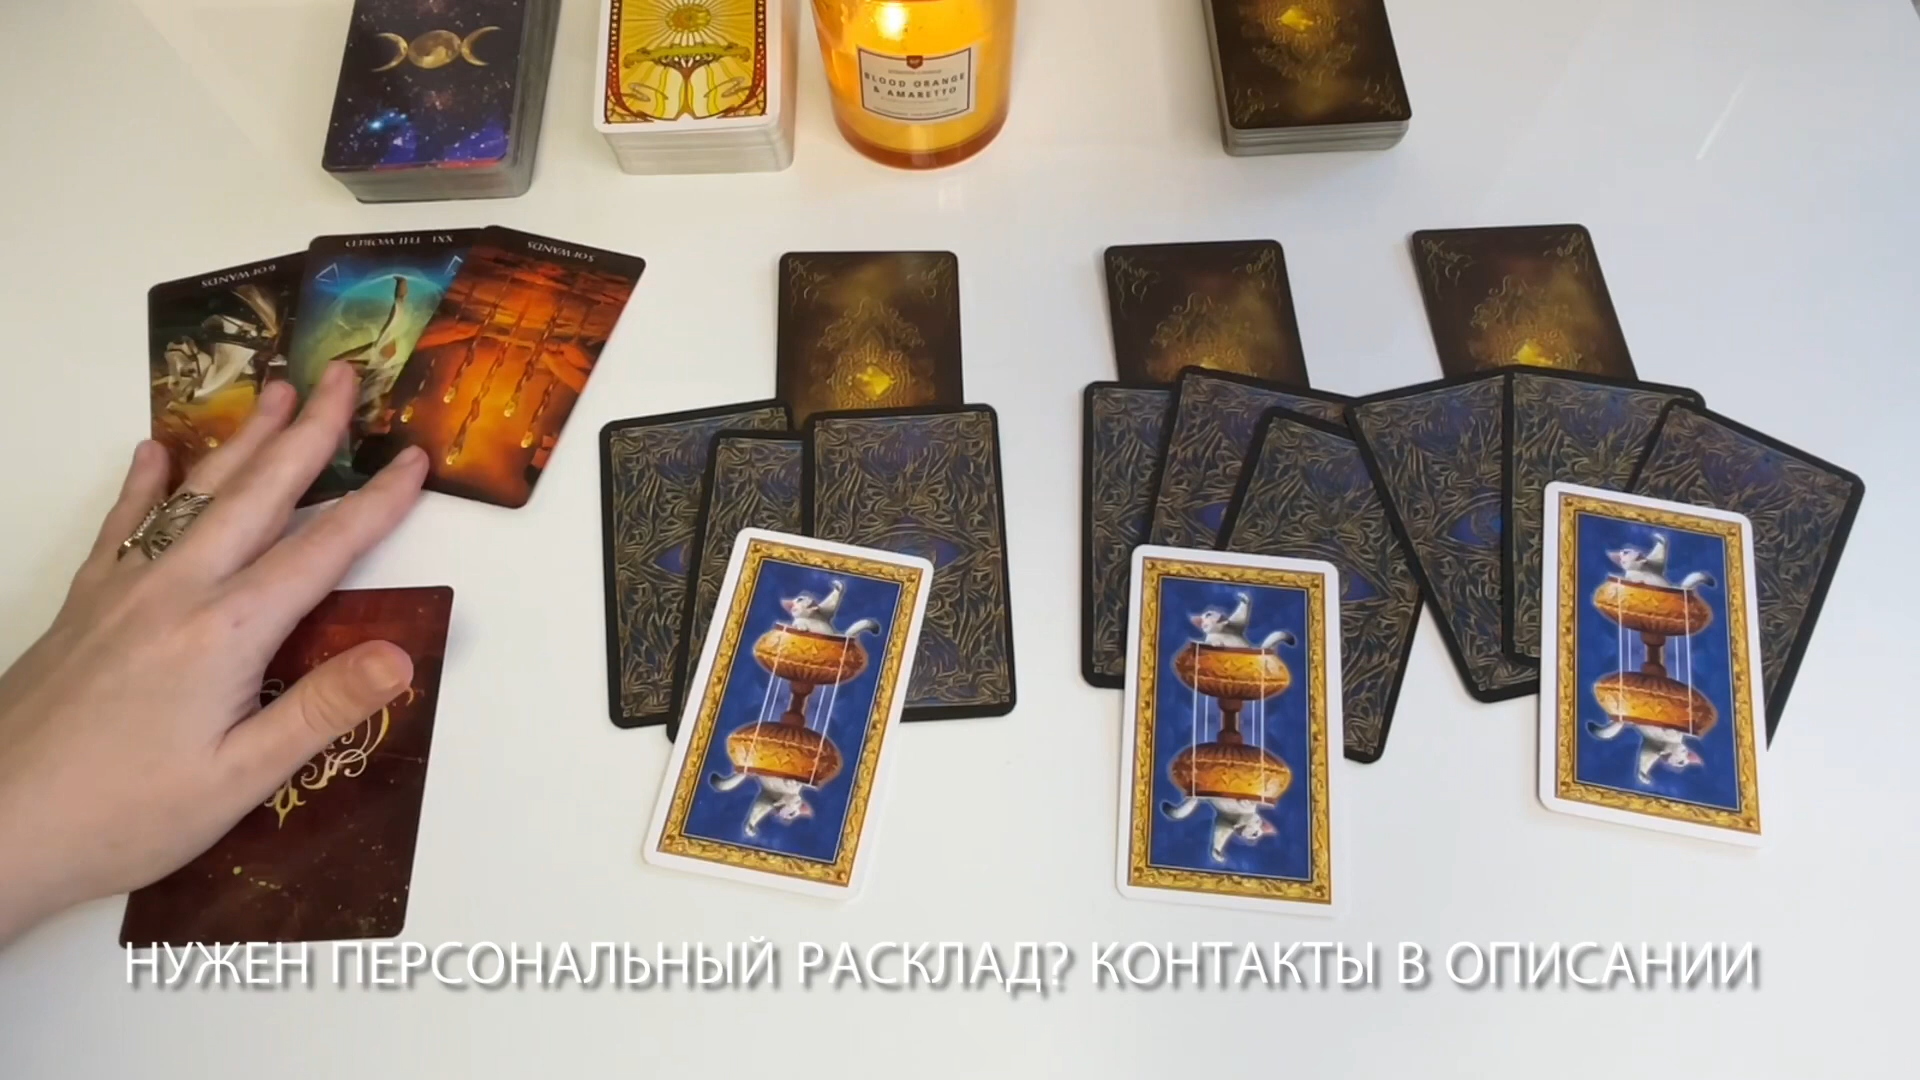 BLOOD ORANGE
& AMARETTO
6 OF WANDS
XXI THE WORLD
5 OF WANDS
НУЖЕН ПЕРСОНАЛЬНЫЙ РАСКЛАД? КОНТАКТЫ В ОПИСАНИИ